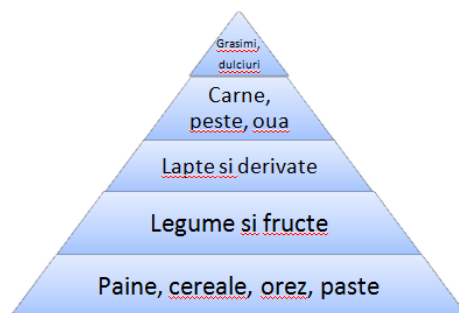 Grasimi,
dulciuri
Carne,
peste, oua
Lapte si derivate
Legume si fructe
Paine, cereale, orez, paste